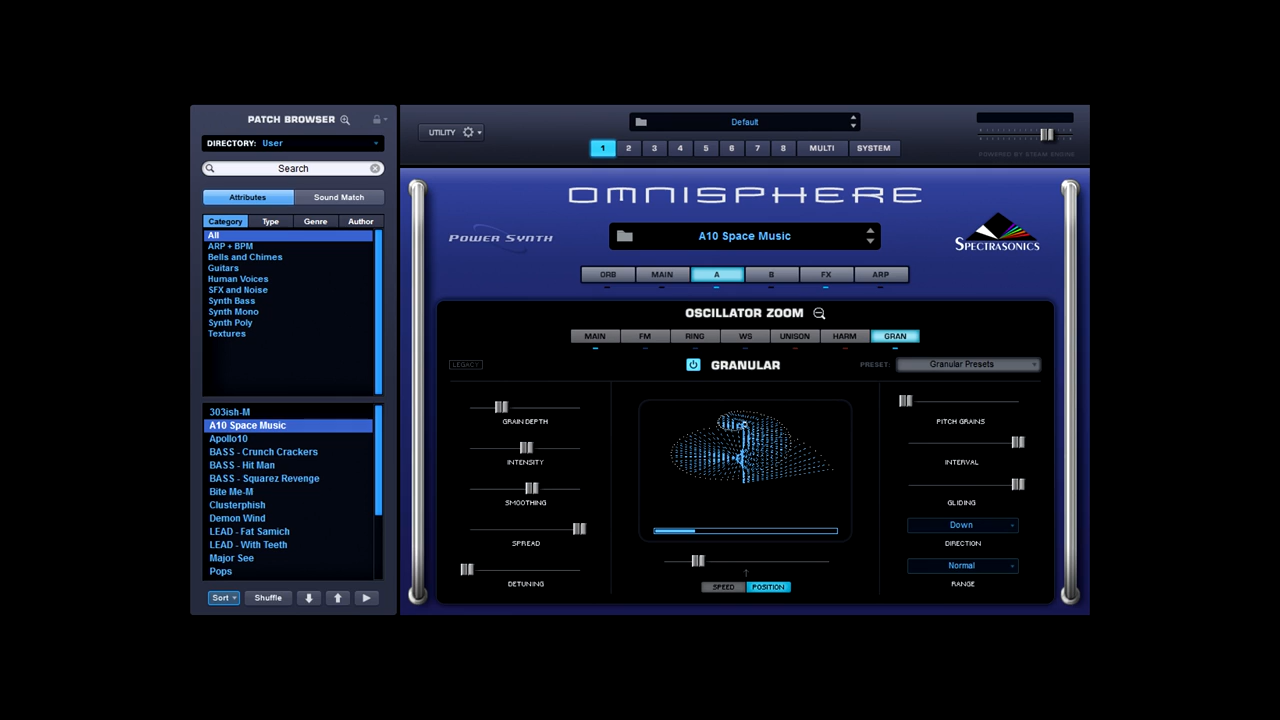 PATCH BROWSER
DIRECTORY: User
Search
Attributes Sound Match
Category Type Genre Author
All
ARP + BPM
Bells and Chimes
Guitars
Human Voices
SFX and Noise
Synth Bass
Synth Mono
Synth Poly
Textures
303ish-M
A10 Space Music
Apollo10
BASS - Crunch Crackers
BASS - Hit Man
BASS - Squarez Revenge
Bite Me-M
Clusterphish
Demon Wind
LEAD - Fat Samich
LEAD - With Teeth
Major See
Pops
Sort Shuffle
UTILITY
Default
1 2 3 4 5 6 7 8 MULTI SYSTEM
POWERED BY STEAM ENGINE
OMNISPHERE
POWER SYNTH
A10 Space Music
SPECTRASONICS
ORB MAIN A B FX ARP
OSCILLATOR ZOOM
MAIN FM RING WS UNISON HARM GRAN
LEGACY
GRANULAR
PRESET: Granular Presets
GRAIN DEPTH
INTENSITY
SMOOTHING
SPREAD
DETUNING
SPEED POSITION
PITCH GRAINS
INTERVAL
GLIDING
Down
DIRECTION
Normal
RANGE